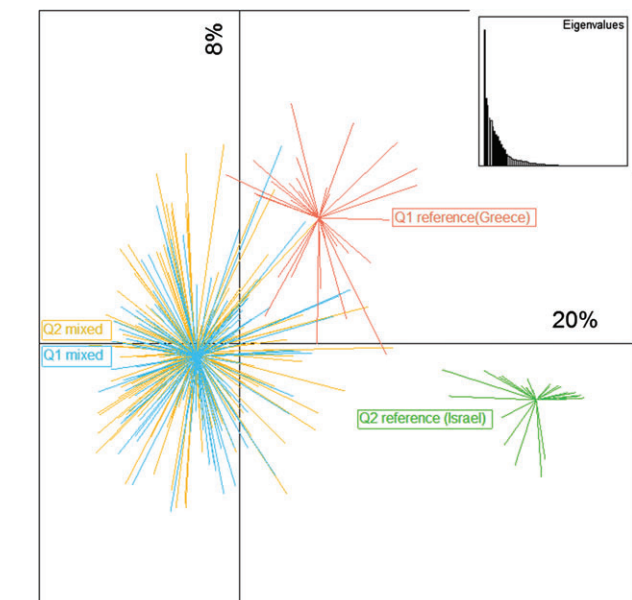 8%
Eigenvalues
Q1 reference(Greece)
20%
Q2 mixed
Q1 mixed
Q2 reference (Israel)